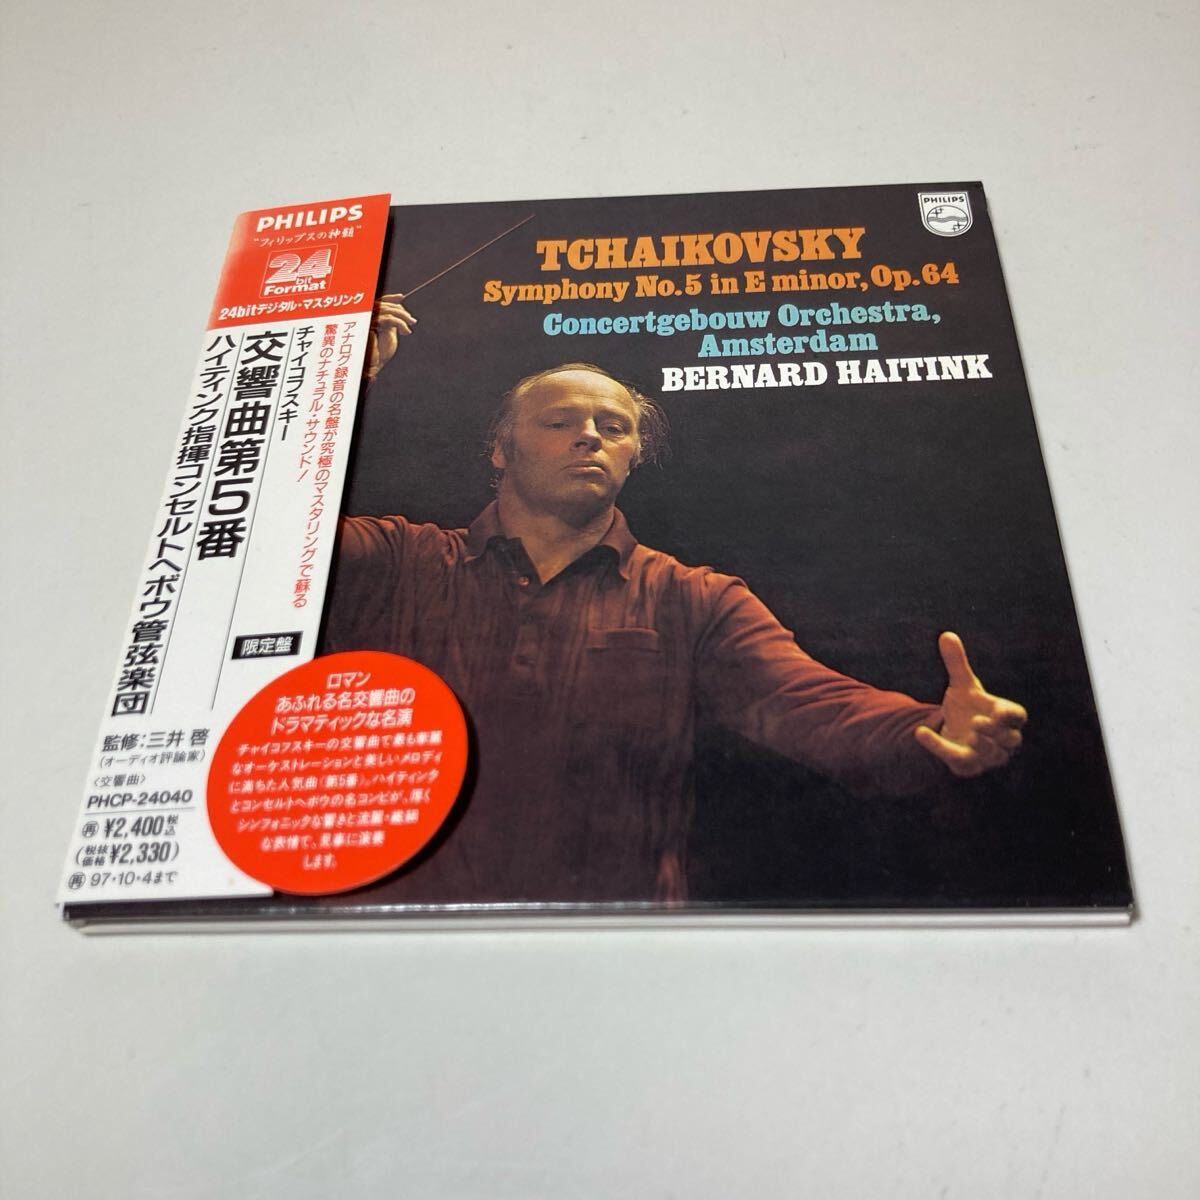 PHILIPS
"フィリップスの神髄"
24
bit
Format
24bitデジタル・マスタリング
アナログ録音の名盤が究極のマスタリングで蘇る
驚異のナチュラル・サウンド!
チャイコフスキー
交響曲第5番
ハイティンク指揮コンセルトヘボウ管弦楽団
限定盤
監修:三井 啓
(オーディオ評論家)
〈交響曲〉
PHCP-24040
再 ¥2,400 税込
(税抜価格 ¥2,330)
再 97・10・4まで
ロマン
あふれる名交響曲の
ドラマティックな名演
チャイコフスキーの交響曲で最も華麗
なオーケストレーションと美しいメロディ
に満ちた人気曲〈第5番〉。ハイティンク
とコンセルトヘボウの名コンビが、厚く
シンフォニックな響きと流麗・繊細
な表情で、見事に演奏
します。
PHILIPS
TCHAIKOVSKY
Symphony No.5 in E minor, Op.64
Concertgebouw Orchestra,
Amsterdam
BERNARD HAITINK